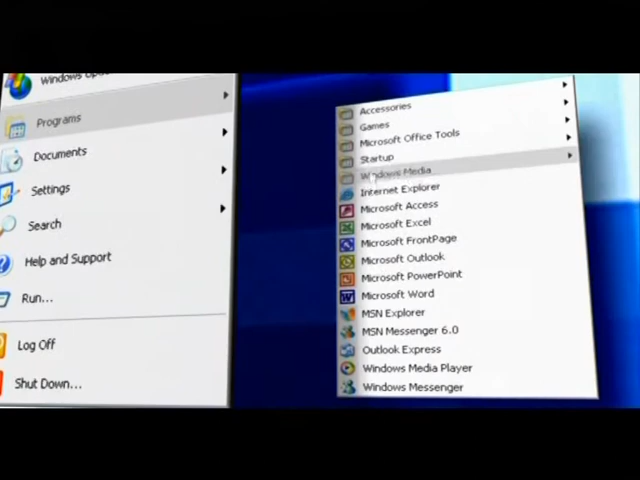 Windows Upd
Programs
Documents
Settings
Search
Help and Support
Run...
Log Off
Shut Down...
Accessories
Games
Microsoft Office Tools
Startup
Windows Media
Internet Explorer
Microsoft Access
Microsoft Excel
Microsoft FrontPage
Microsoft Outlook
Microsoft PowerPoint
Microsoft Word
MSN Explorer
MSN Messenger 6.0
Outlook Express
Windows Media Player
Windows Messenger